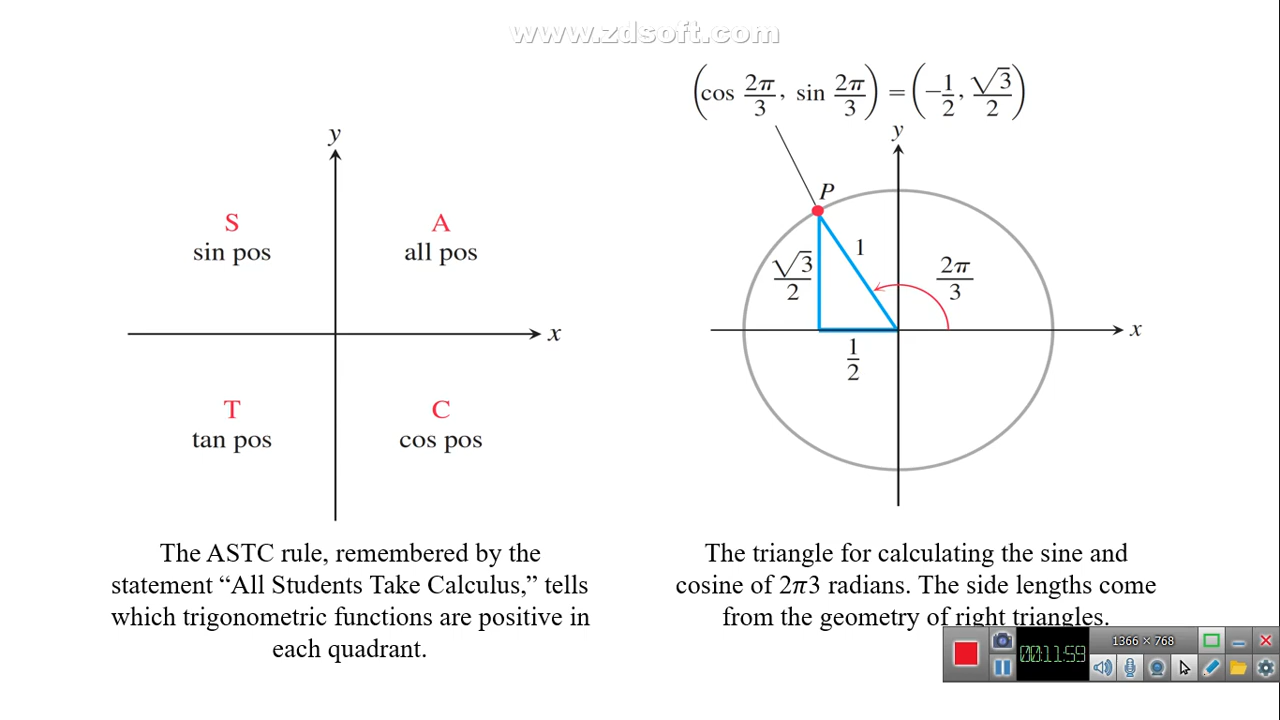 www.zdsoft.com
y
S
sin pos
A
all pos
x
T
tan pos
C
cos pos
The ASTC rule, remembered by the
statement “All Students Take Calculus,” tells
which trigonometric functions are positive in
each quadrant.
(cos 2π/3, sin 2π/3) = (−1/2, √3/2)
y
P
1
√3/2
2π/3
x
1/2
The triangle for calculating the sine and
cosine of 2𝜋3 radians. The side lengths come
from the geometry of right triangles.
1366 × 768
00:11:59